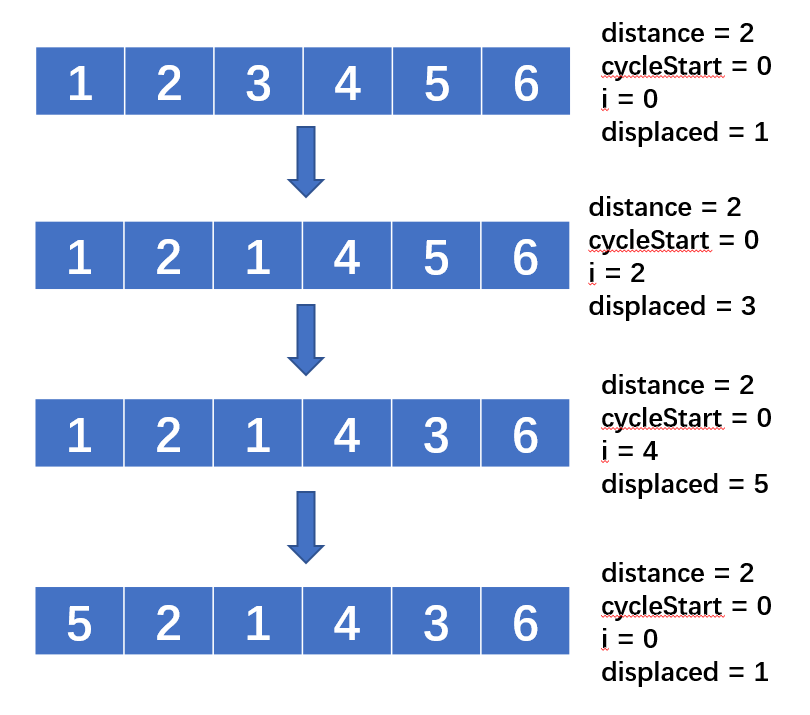 1 2 3 4 5 6
distance = 2
cycleStart = 0
i = 0
displaced = 1
1 2 1 4 5 6
distance = 2
cycleStart = 0
i = 2
displaced = 3
1 2 1 4 3 6
distance = 2
cycleStart = 0
i = 4
displaced = 5
5 2 1 4 3 6
distance = 2
cycleStart = 0
i = 0
displaced = 1